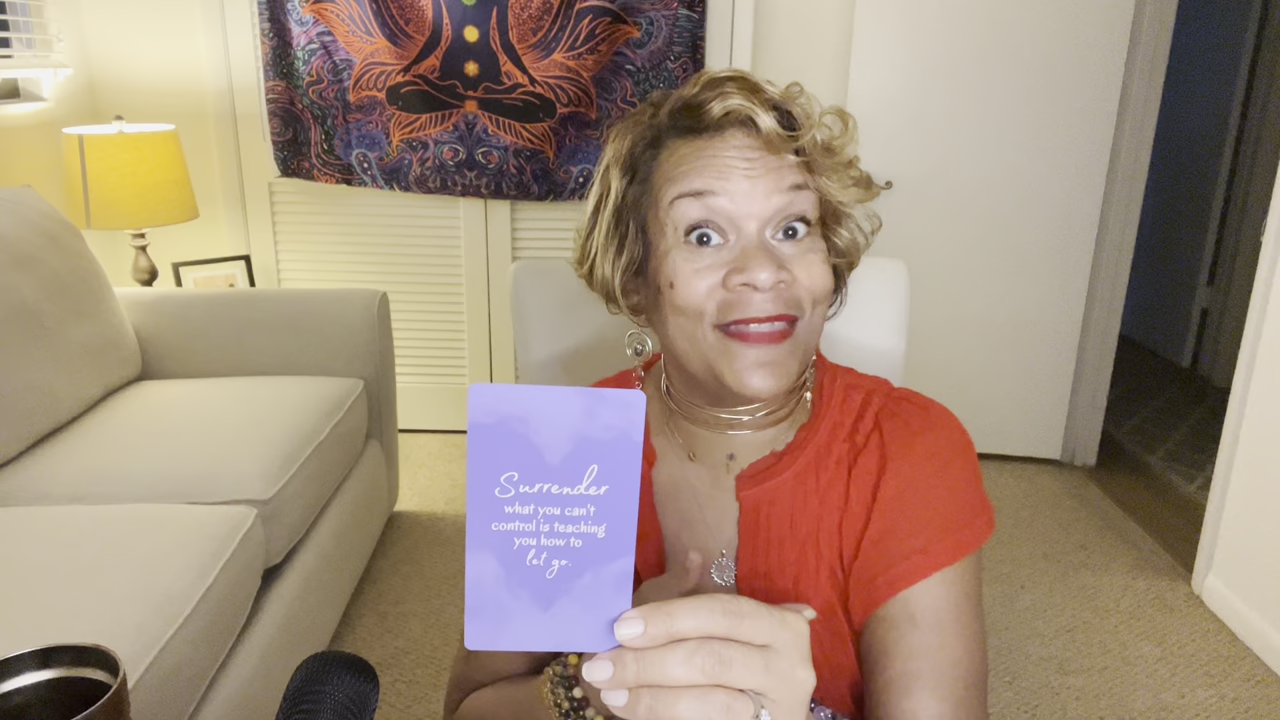 Surrender
what you can't
control is teaching
you how to
let go.